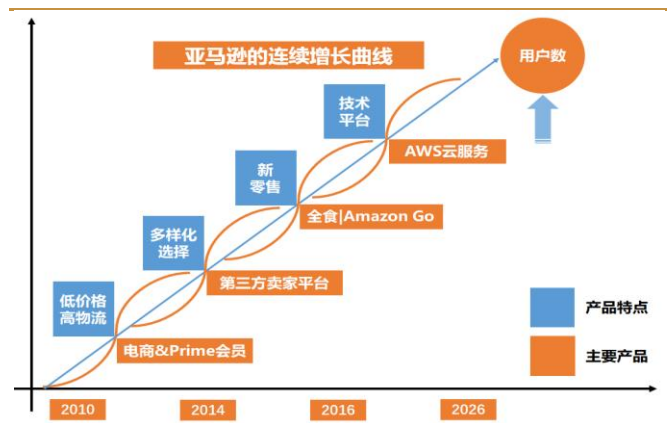 亚马逊的连续增长曲线
用户数
技术
平台
AWS云服务
新
零售
全食|Amazon Go
多样化
选择
第三方卖家平台
低价格
高物流
电商&Prime会员
产品特点
主要产品
2010
2014
2016
2026